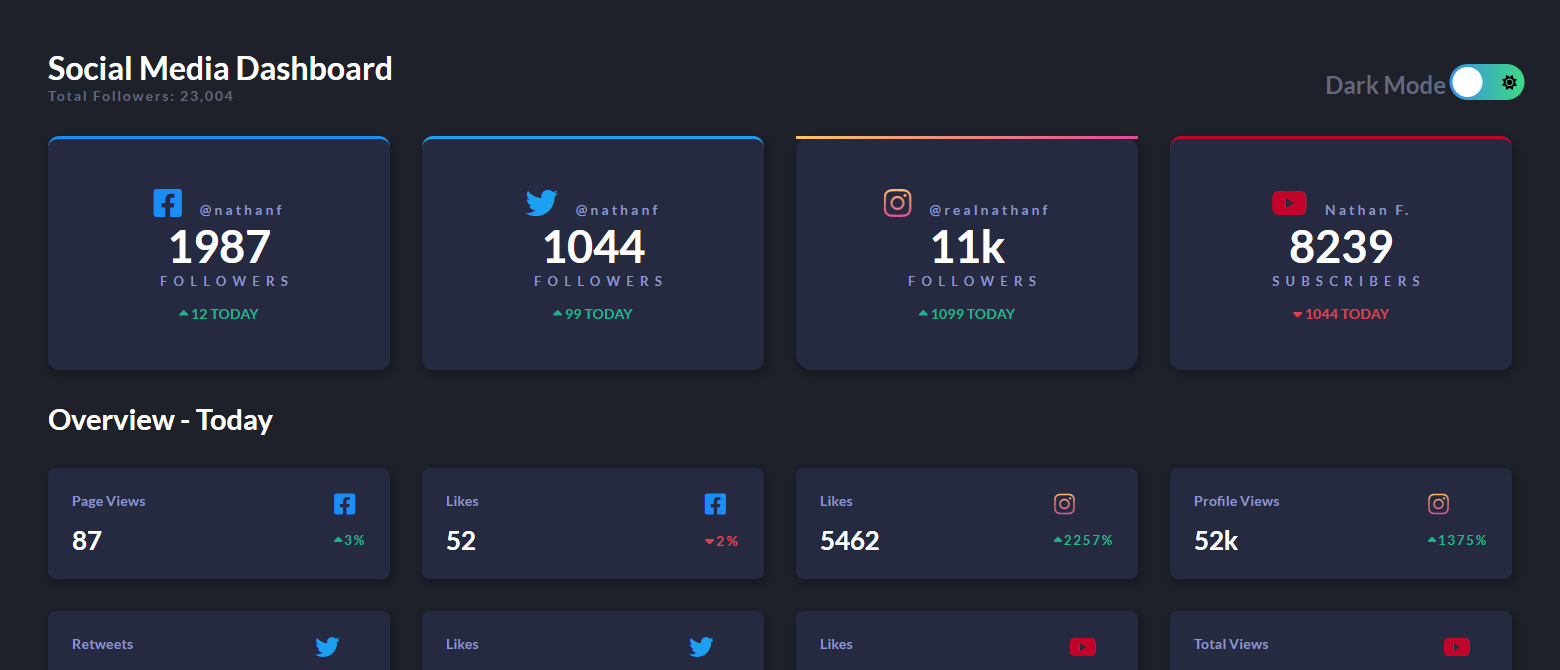 Social Media Dashboard
Total Followers: 23,004
Dark Mode
@nathanf
1987
FOLLOWERS
12 TODAY
@nathanf
1044
FOLLOWERS
99 TODAY
@realnathanf
11k
FOLLOWERS
1099 TODAY
Nathan F.
8239
SUBSCRIBERS
1044 TODAY
Overview - Today
Page Views
87
3%
Likes
52
2%
Likes
5462
2257%
Profile Views
52k
1375%
Retweets
Likes
Likes
Total Views